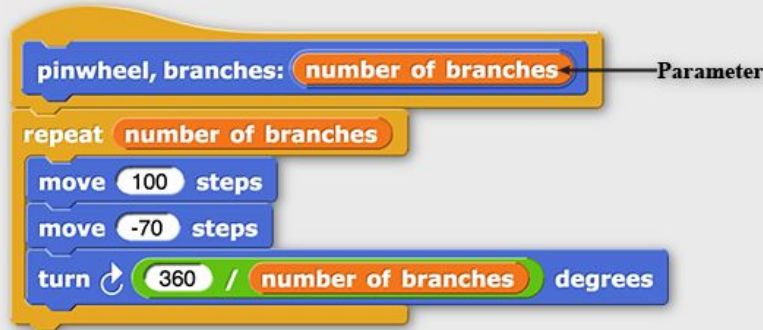 pinwheel, branches: number of branches Parameter
repeat number of branches
move 100 steps
move -70 steps
turn 360 / number of branches degrees